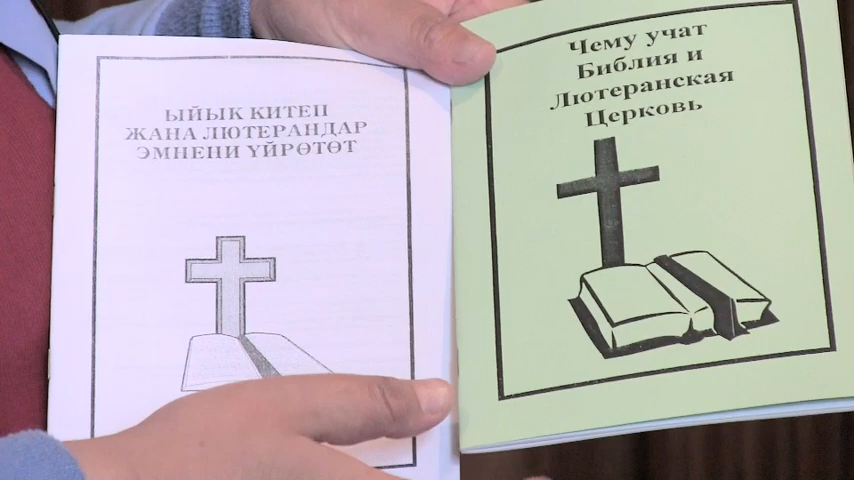 ЫЙЫК КИТЕП
ЖАНА ЛЮТЕРАНДАР
ЭМНЕНИ ҮЙРӨТӨТ
Чему учат
Библия и
Лютеранская
Церковь